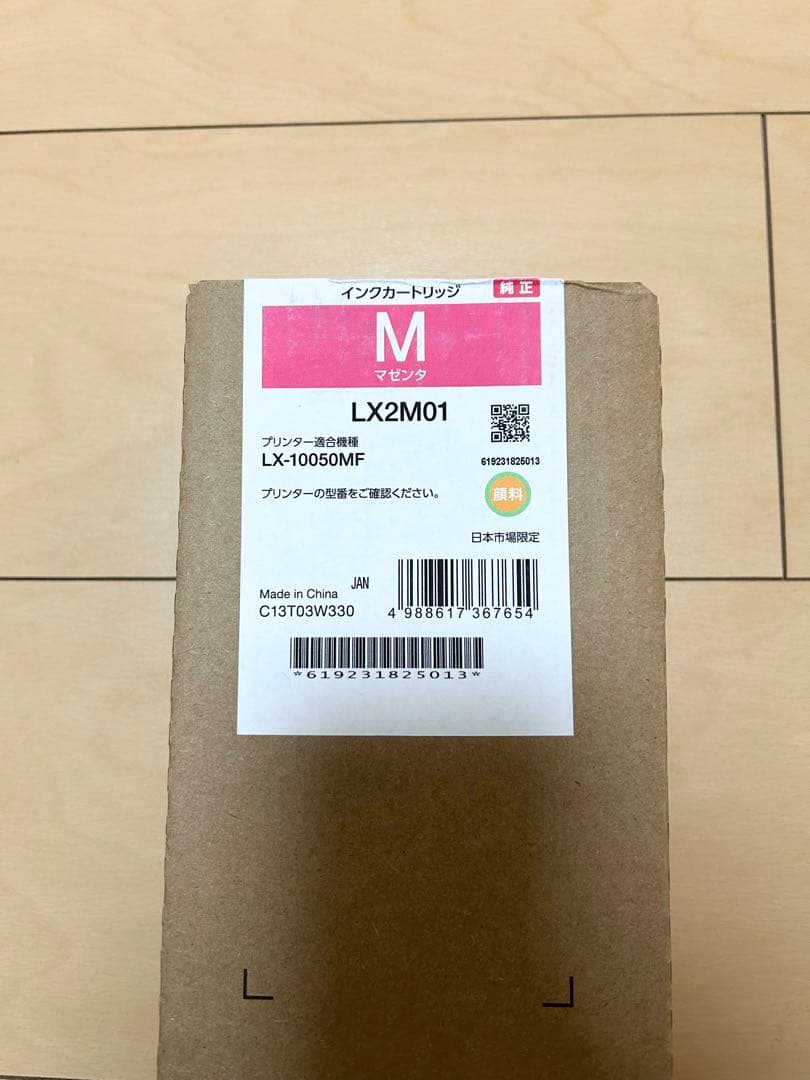 インクカートリッジ 純正
M
マゼンタ
LX2M01
プリンター適合機種
LX-10050MF
619231825013
プリンターの型番をご確認ください。
顔料
日本市場限定
JAN
Made in China
C13T03W330
4 988617 367654
*619231825013*